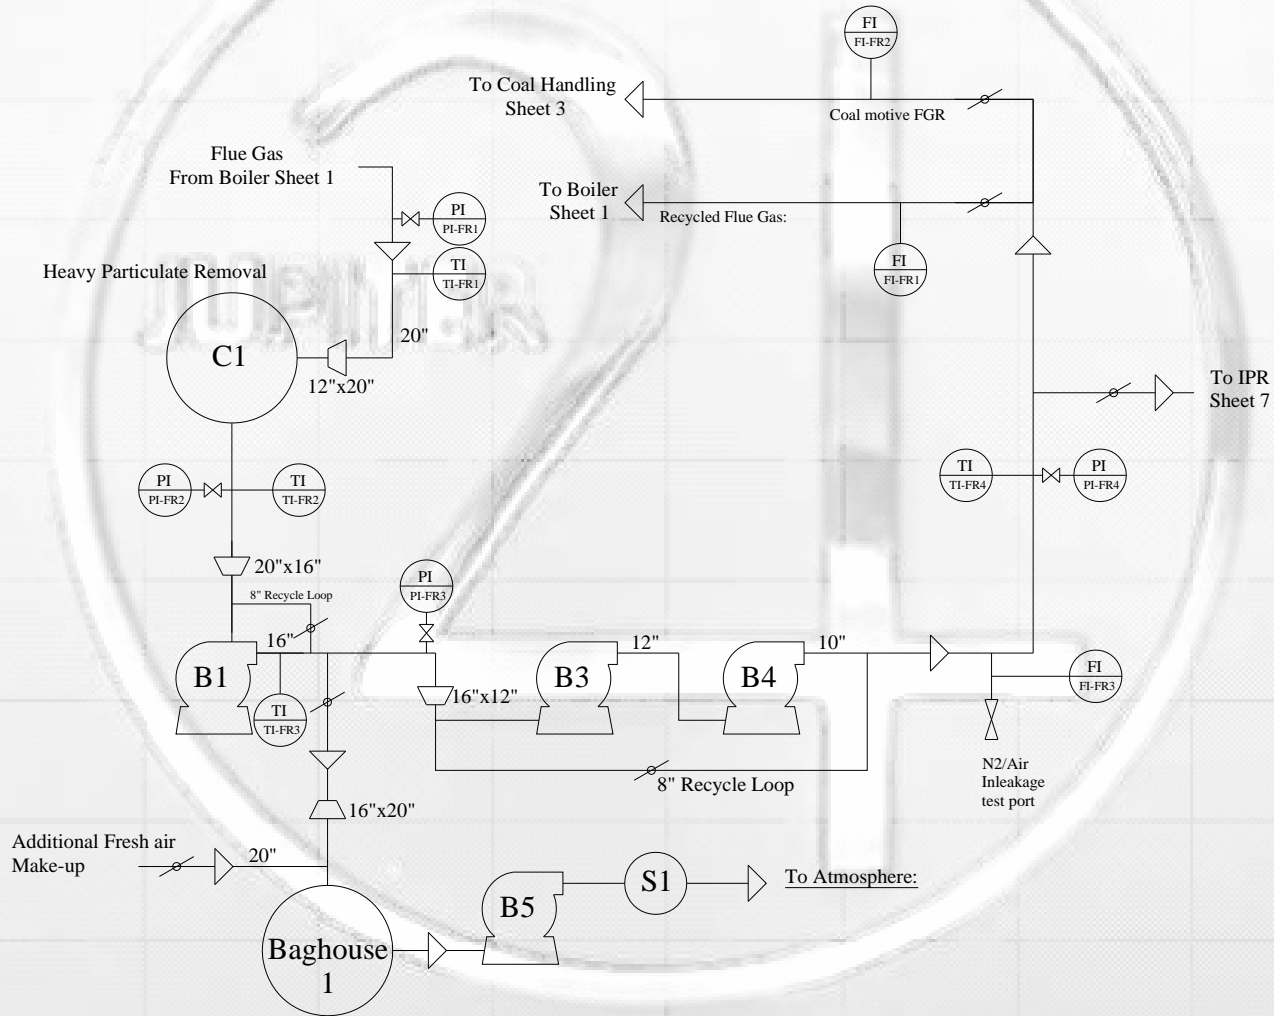 FI
FI-FR2
To Coal Handling
Sheet 3
Coal motive FGR
Flue Gas
From Boiler Sheet 1
To Boiler
Sheet 1
Recycled Flue Gas:
PI
PI-FR1
FI
FI-FR1
TI
TI-FR1
Heavy Particulate Removal
JUPITER
20"
C1
12"x20"
To IPR
Sheet 7
PI
PI-FR2
TI
TI-FR2
TI
TI-FR4
PI
PI-FR4
20"x16"
PI
PI-FR3
8" Recycle Loop
16"
12"
10"
B1
B3
B4
FI
FI-FR3
16"x12"
TI
TI-FR3
N2/Air
Inleakage
test port
8" Recycle Loop
16"x20"
Additional Fresh air
Make-up
20"
To Atmosphere:
S1
B5
Baghouse
1